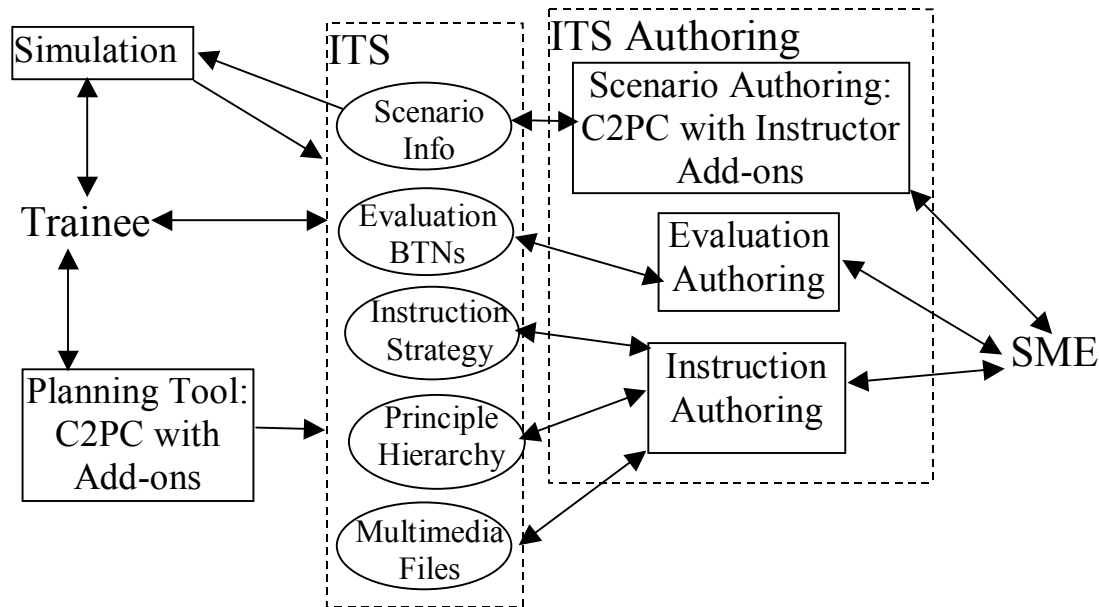 Simulation
Trainee
Planning Tool:
C2PC with
Add-ons
ITS
Scenario
Info
Evaluation
BTNs
Instruction
Strategy
Principle
Hierarchy
Multimedia
Files
ITS Authoring
Scenario Authoring:
C2PC with Instructor
Add-ons
Evaluation
Authoring
Instruction
Authoring
SME